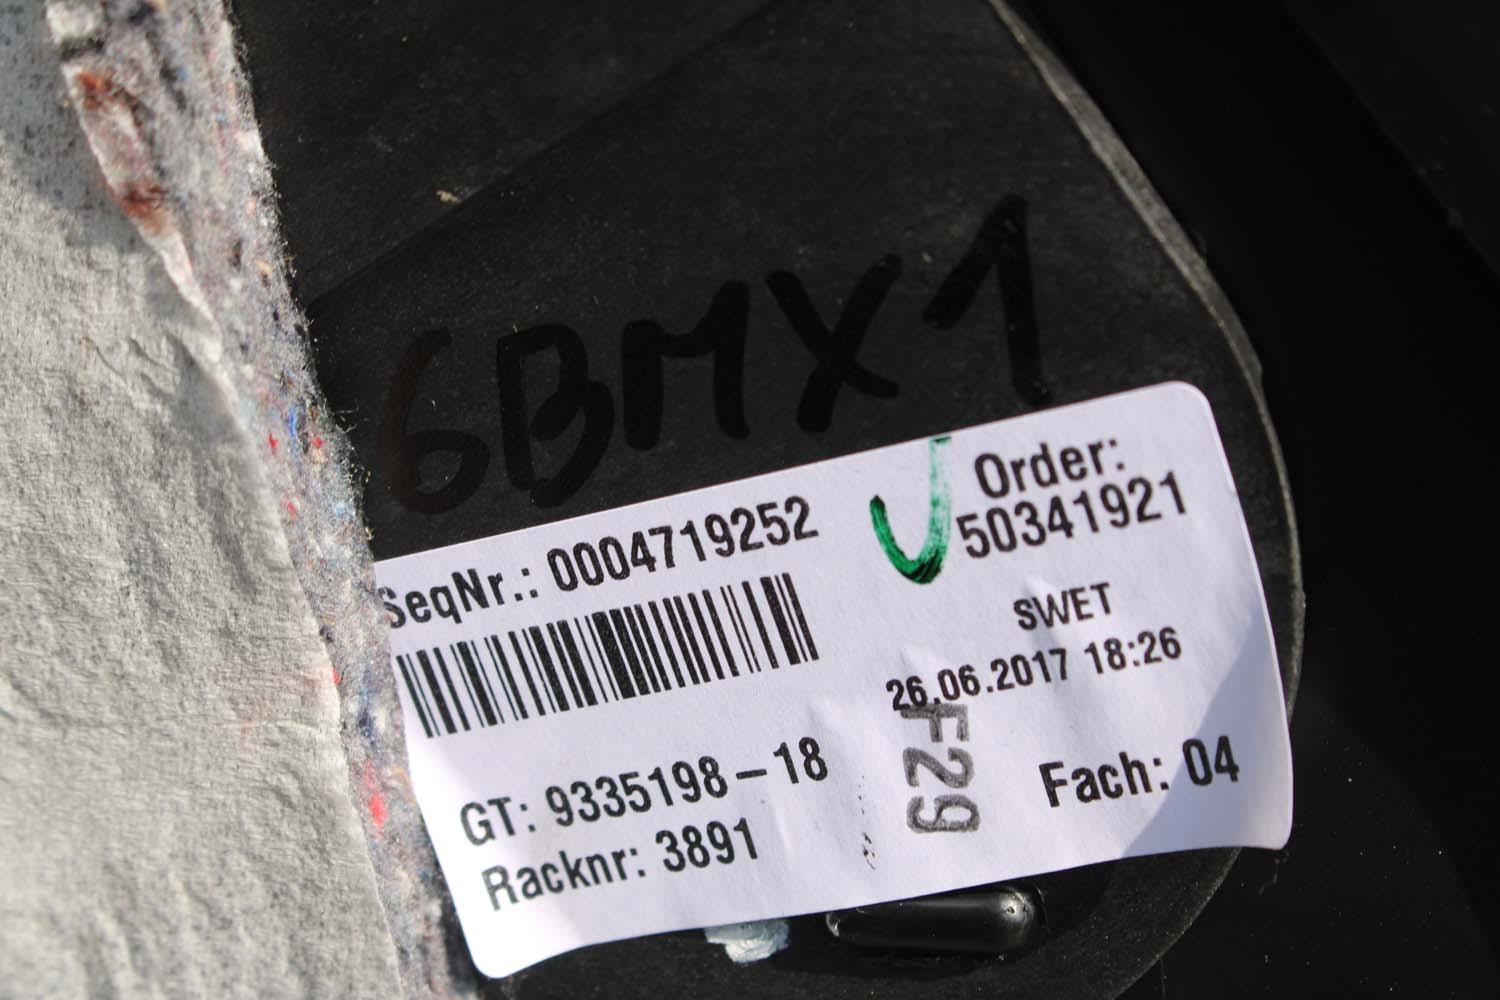 6BMX1
SeqNr.: 0004719252
Order:
50341921
SWET
26.06.2017 18:26
F29
GT: 9335198-18
Fach: 04
Racknr: 3891